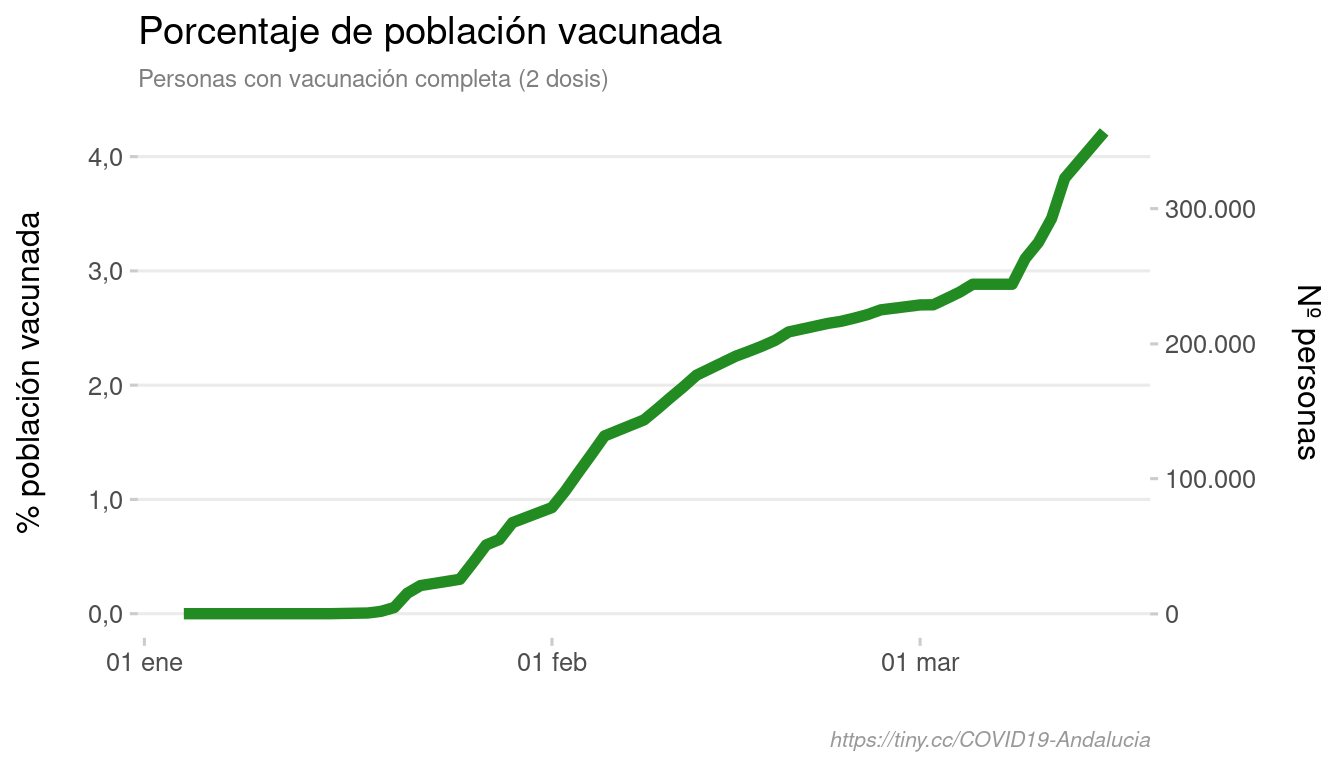 Porcentaje de población vacunada
Personas con vacunación completa (2 dosis)
% población vacunada
4,0
3,0
2,0
1,0
0,0
300.000
200.000
100.000
0
Nº personas
01 ene
01 feb
01 mar
https://tiny.cc/COVID19-Andalucia